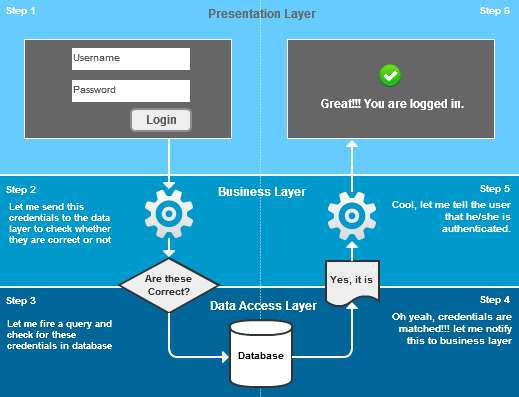 Step 1
Presentation Layer
Step 6
Username
Password
Login
Great!!! You are logged in.
Step 2
Business Layer
Step 5
Let me send this
credentials to the data
layer to check whether
they are correct or not
Cool, let me tell the user
that he/she is
authenticated.
Are these
Correct?
Yes, it is
Step 3
Data Access Layer
Step 4
Let me fire a query and
check for these
credentials in database
Database
Oh yeah, credentials are
matched!!! let me notify
this to business layer